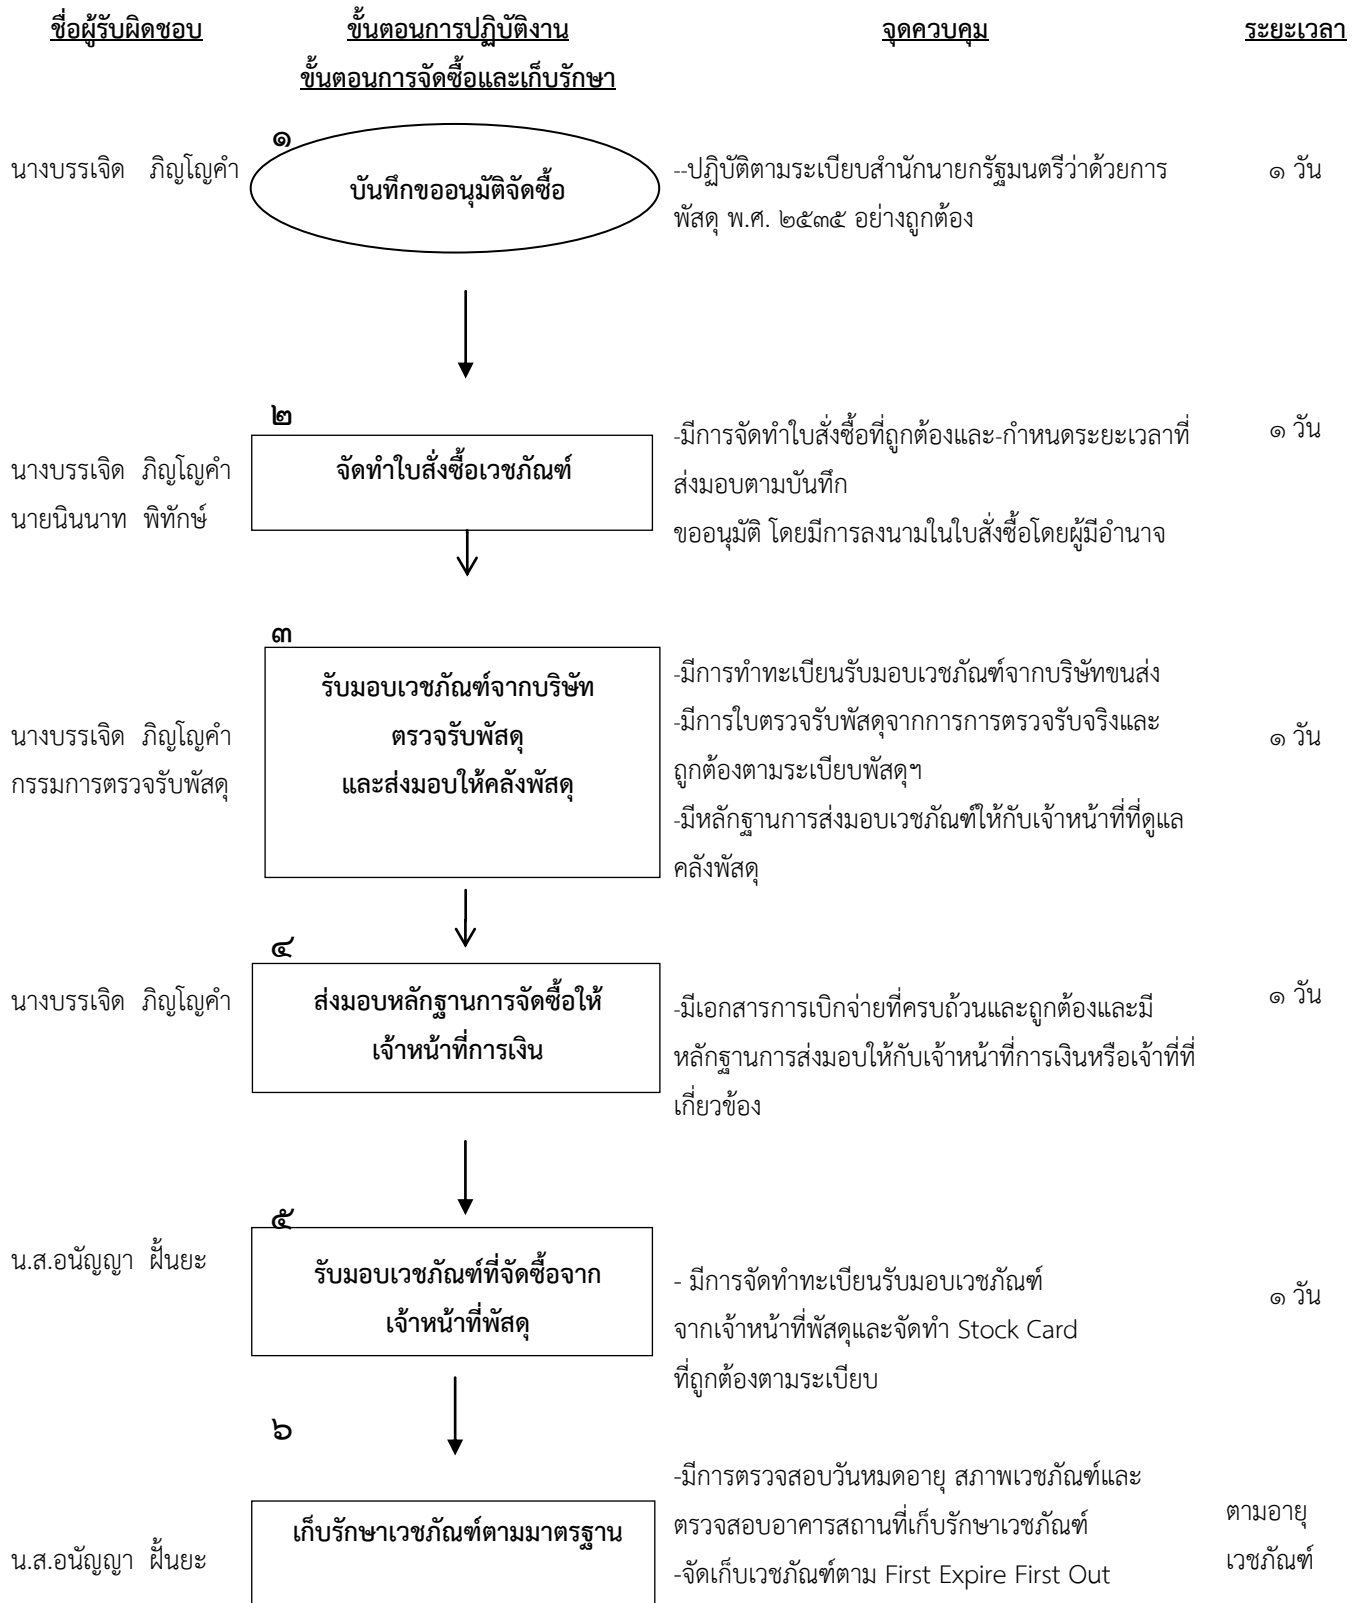 ชื่อผู้รับผิดชอบ ขั้นตอนการปฏิบัติงาน จุดควบคุม ระยะเวลา
ขั้นตอนการจัดซื้อและเก็บรักษา
๑
นางบรรเจิด ภิญโญคำ
บันทึกขออนุมัติจัดซื้อ
--ปฏิบัติตามระเบียบสำนักนายกรัฐมนตรีว่าด้วยการ
พัสดุ พ.ศ. ๒๕๓๕ อย่างถูกต้อง
๑ วัน
๒
นางบรรเจิด ภิญโญคำ
นายนินนาท พิทักษ์
จัดทำใบสั่งซื้อเวชภัณฑ์
-มีการจัดทำใบสั่งซื้อที่ถูกต้องและ-กำหนดระยะเวลาที่
ส่งมอบตามบันทึก
ขออนุมัติ โดยมีการลงนามในใบสั่งซื้อโดยผู้มีอำนาจ
๑ วัน
๓
นางบรรเจิด ภิญโญคำ
กรรมการตรวจรับพัสดุ
รับมอบเวชภัณฑ์จากบริษัท
ตรวจรับพัสดุ
และส่งมอบให้คลังพัสดุ
-มีการทำทะเบียนรับมอบเวชภัณฑ์จากบริษัทขนส่ง
-มีการใบตรวจรับพัสดุจากการการตรวจรับจริงและ
ถูกต้องตามระเบียบพัสดุฯ
-มีหลักฐานการส่งมอบเวชภัณฑ์ให้กับเจ้าหน้าที่ที่ดูแล
คลังพัสดุ
๑ วัน
๔
นางบรรเจิด ภิญโญคำ
ส่งมอบหลักฐานการจัดซื้อให้
เจ้าหน้าที่การเงิน
-มีเอกสารการเบิกจ่ายที่ครบถ้วนและถูกต้องและมี
หลักฐานการส่งมอบให้กับเจ้าหน้าที่การเงินหรือเจ้าที่ที่
เกี่ยวข้อง
๑ วัน
๕
น.ส.อนัญญา ฝั้นยะ
รับมอบเวชภัณฑ์ที่จัดซื้อจาก
เจ้าหน้าที่พัสดุ
- มีการจัดทำทะเบียนรับมอบเวชภัณฑ์
จากเจ้าหน้าที่พัสดุและจัดทำ Stock Card
ที่ถูกต้องตามระเบียบ
๑ วัน
๖
น.ส.อนัญญา ฝั้นยะ
เก็บรักษาเวชภัณฑ์ตามมาตรฐาน
-มีการตรวจสอบวันหมดอายุ สภาพเวชภัณฑ์และ
ตรวจสอบอาคารสถานที่เก็บรักษาเวชภัณฑ์
-จัดเก็บเวชภัณฑ์ตาม First Expire First Out
ตามอายุ
เวชภัณฑ์